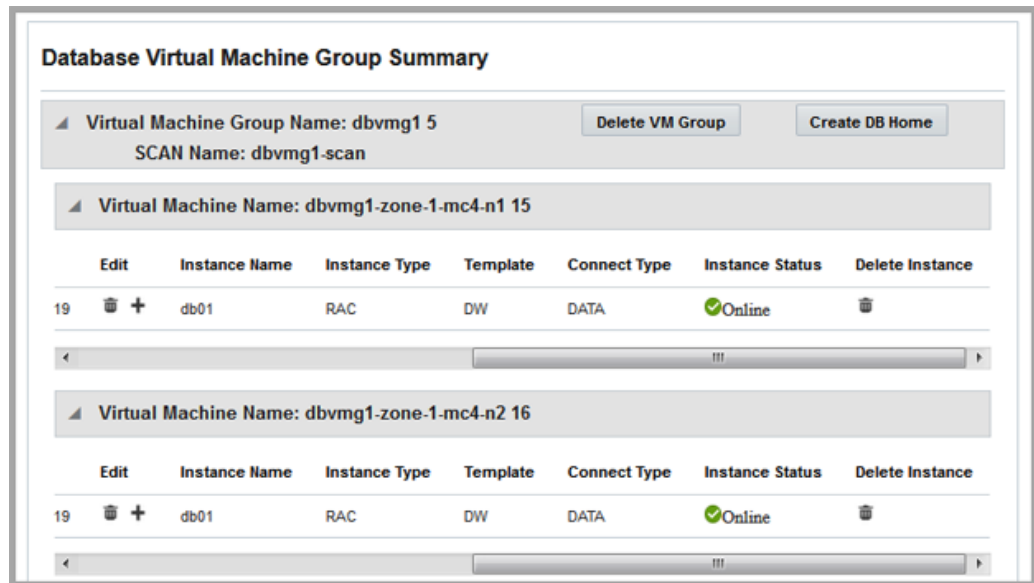 Database Virtual Machine Group Summary
Virtual Machine Group Name: dbvmg1 5 Delete VM Group Create DB Home
SCAN Name: dbvmg1-scan
Virtual Machine Name: dbvmg1-zone-1-mc4-n1 15
Edit Instance Name Instance Type Template Connect Type Instance Status Delete Instance
19 db01 RAC DW DATA Online
Virtual Machine Name: dbvmg1-zone-1-mc4-n2 16
Edit Instance Name Instance Type Template Connect Type Instance Status Delete Instance
19 db01 RAC DW DATA Online